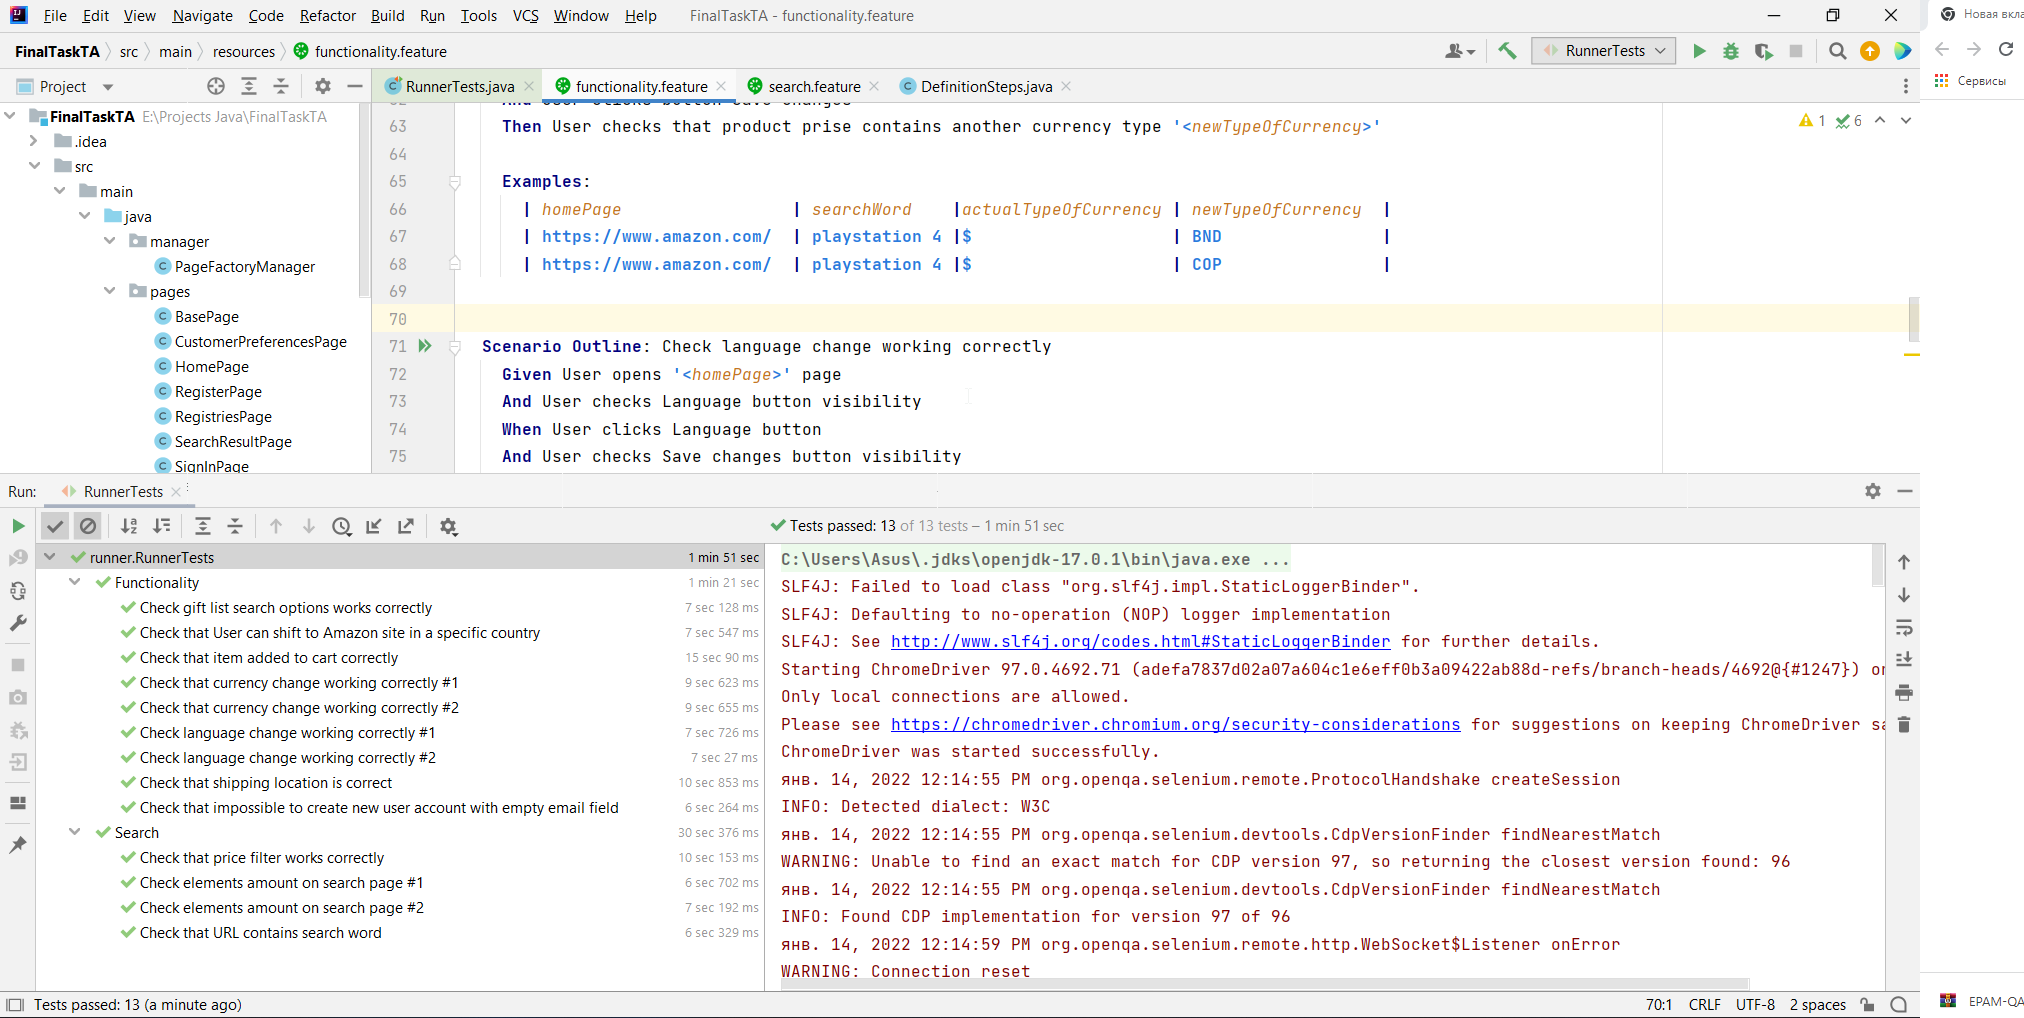 File Edit View Navigate Code Refactor Build Run Tools VCS Window Help FinalTaskTA - functionality.feature
Новая вкла
FinalTaskTA src main resources functionality.feature
RunnerTests
Project
RunnerTests.java functionality.feature search.feature DefinitionSteps.java
Сервисы
FinalTaskTA E:\Projects Java\FinalTaskTA
.idea
src
main
java
manager
PageFactoryManager
pages
BasePage
CustomerPreferencesPage
HomePage
RegisterPage
RegistriesPage
SearchResultPage
SignInPage
1 6
62 And User clicks button Save changes
63 Then User checks that product prise contains another currency type '<newTypeOfCurrency>'
64
65 Examples:
66 | homePage | searchWord |actualTypeOfCurrency | newTypeOfCurrency |
67 | https://www.amazon.com/ | playstation 4 |$ | BND |
68 | https://www.amazon.com/ | playstation 4 |$ | COP |
69
70
71 Scenario Outline: Check language change working correctly
72 Given User opens '<homePage>' page
73 And User checks Language button visibility
74 When User clicks Language button
75 And User checks Save changes button visibility
Run: RunnerTests
Tests passed: 13 of 13 tests – 1 min 51 sec
runner.RunnerTests 1 min 51 sec
Functionality 1 min 21 sec
Check gift list search options works correctly 7 sec 128 ms
Check that User can shift to Amazon site in a specific country 7 sec 547 ms
Check that item added to cart correctly 15 sec 90 ms
Check that currency change working correctly #1 9 sec 623 ms
Check that currency change working correctly #2 9 sec 655 ms
Check language change working correctly #1 7 sec 726 ms
Check language change working correctly #2 7 sec 27 ms
Check that shipping location is correct 10 sec 853 ms
Check that impossible to create new user account with empty email field 6 sec 264 ms
Search 30 sec 376 ms
Check that price filter works correctly 10 sec 153 ms
Check elements amount on search page #1 6 sec 702 ms
Check elements amount on search page #2 7 sec 192 ms
Check that URL contains search word 6 sec 329 ms
C:\Users\Asus\.jdks\openjdk-17.0.1\bin\java.exe ...
SLF4J: Failed to load class "org.slf4j.impl.StaticLoggerBinder".
SLF4J: Defaulting to no-operation (NOP) logger implementation
SLF4J: See http://www.slf4j.org/codes.html#StaticLoggerBinder for further details.
Starting ChromeDriver 97.0.4692.71 (adefa7837d02a07a604c1e6eff0b3a09422ab88d-refs/branch-heads/4692@{#1247}) on
Only local connections are allowed.
Please see https://chromedriver.chromium.org/security-considerations for suggestions on keeping ChromeDriver sa
ChromeDriver was started successfully.
янв. 14, 2022 12:14:55 PM org.openqa.selenium.remote.ProtocolHandshake createSession
INFO: Detected dialect: W3C
янв. 14, 2022 12:14:55 PM org.openqa.selenium.devtools.CdpVersionFinder findNearestMatch
WARNING: Unable to find an exact match for CDP version 97, so returning the closest version found: 96
янв. 14, 2022 12:14:55 PM org.openqa.selenium.devtools.CdpVersionFinder findNearestMatch
INFO: Found CDP implementation for version 97 of 96
янв. 14, 2022 12:14:59 PM org.openqa.selenium.remote.http.WebSocket$Listener onError
WARNING: Connection reset
Tests passed: 13 (a minute ago) 70:1 CRLF UTF-8 2 spaces
EPAM-QA